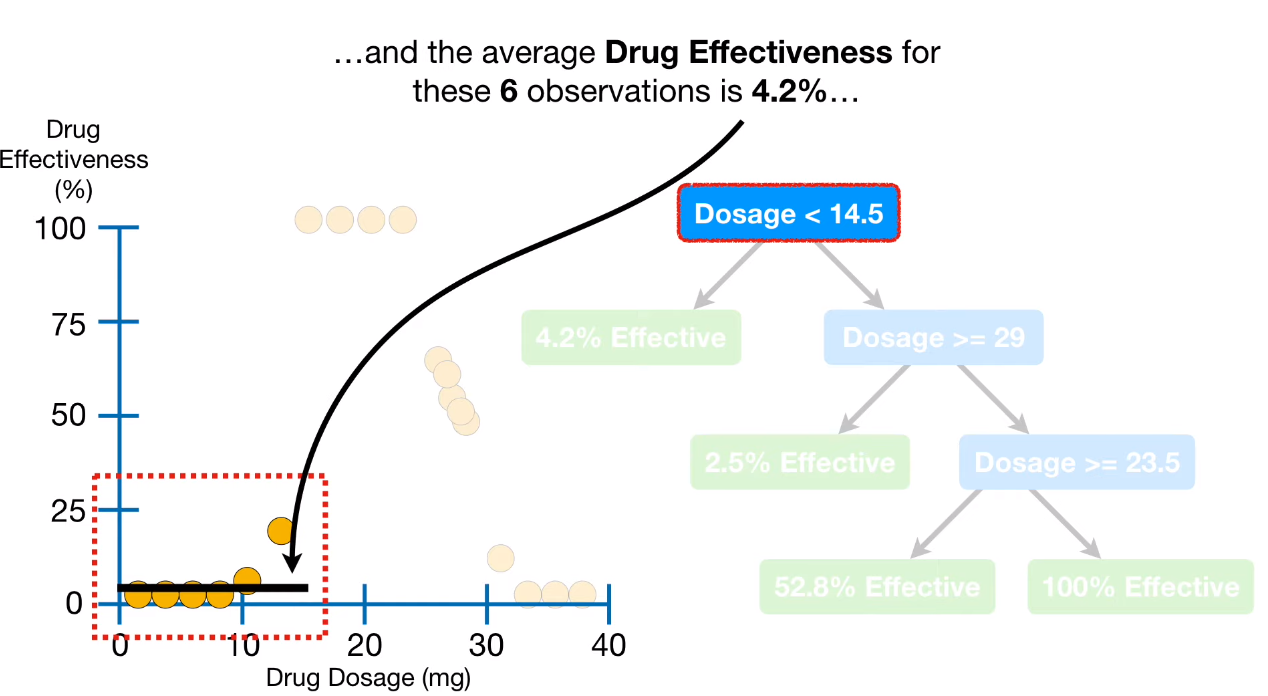 …and the average Drug Effectiveness for
these 6 observations is 4.2%…
Drug
Effectiveness
(%)
100
75
50
25
0
0
10
20
30
40
Drug Dosage (mg)
Dosage < 14.5
4.2% Effective
Dosage >= 29
2.5% Effective
Dosage >= 23.5
52.8% Effective
100% Effective